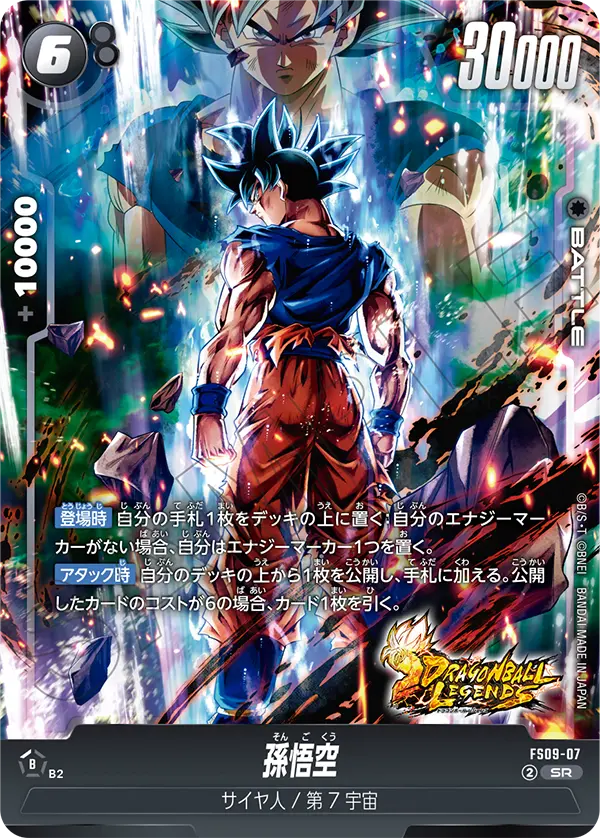 6
30000
+ 10000
BATTLE
登場時 自分の手札1枚をデッキの上に置く:自分のエナジーマー
カーがない場合、自分はエナジーマーカー1つを置く。
アタック時 自分のデッキの上から1枚を公開し、手札に加える。公開
したカードのコストが6の場合、カード1枚を引く。
©B/S・T ©BNEI BANDAI MADE IN JAPAN
DRAGONBALL
LEGENDS
そん ご くう
孫悟空
FS09-07
B
B2
② SR
サイヤ人 / 第7宇宙